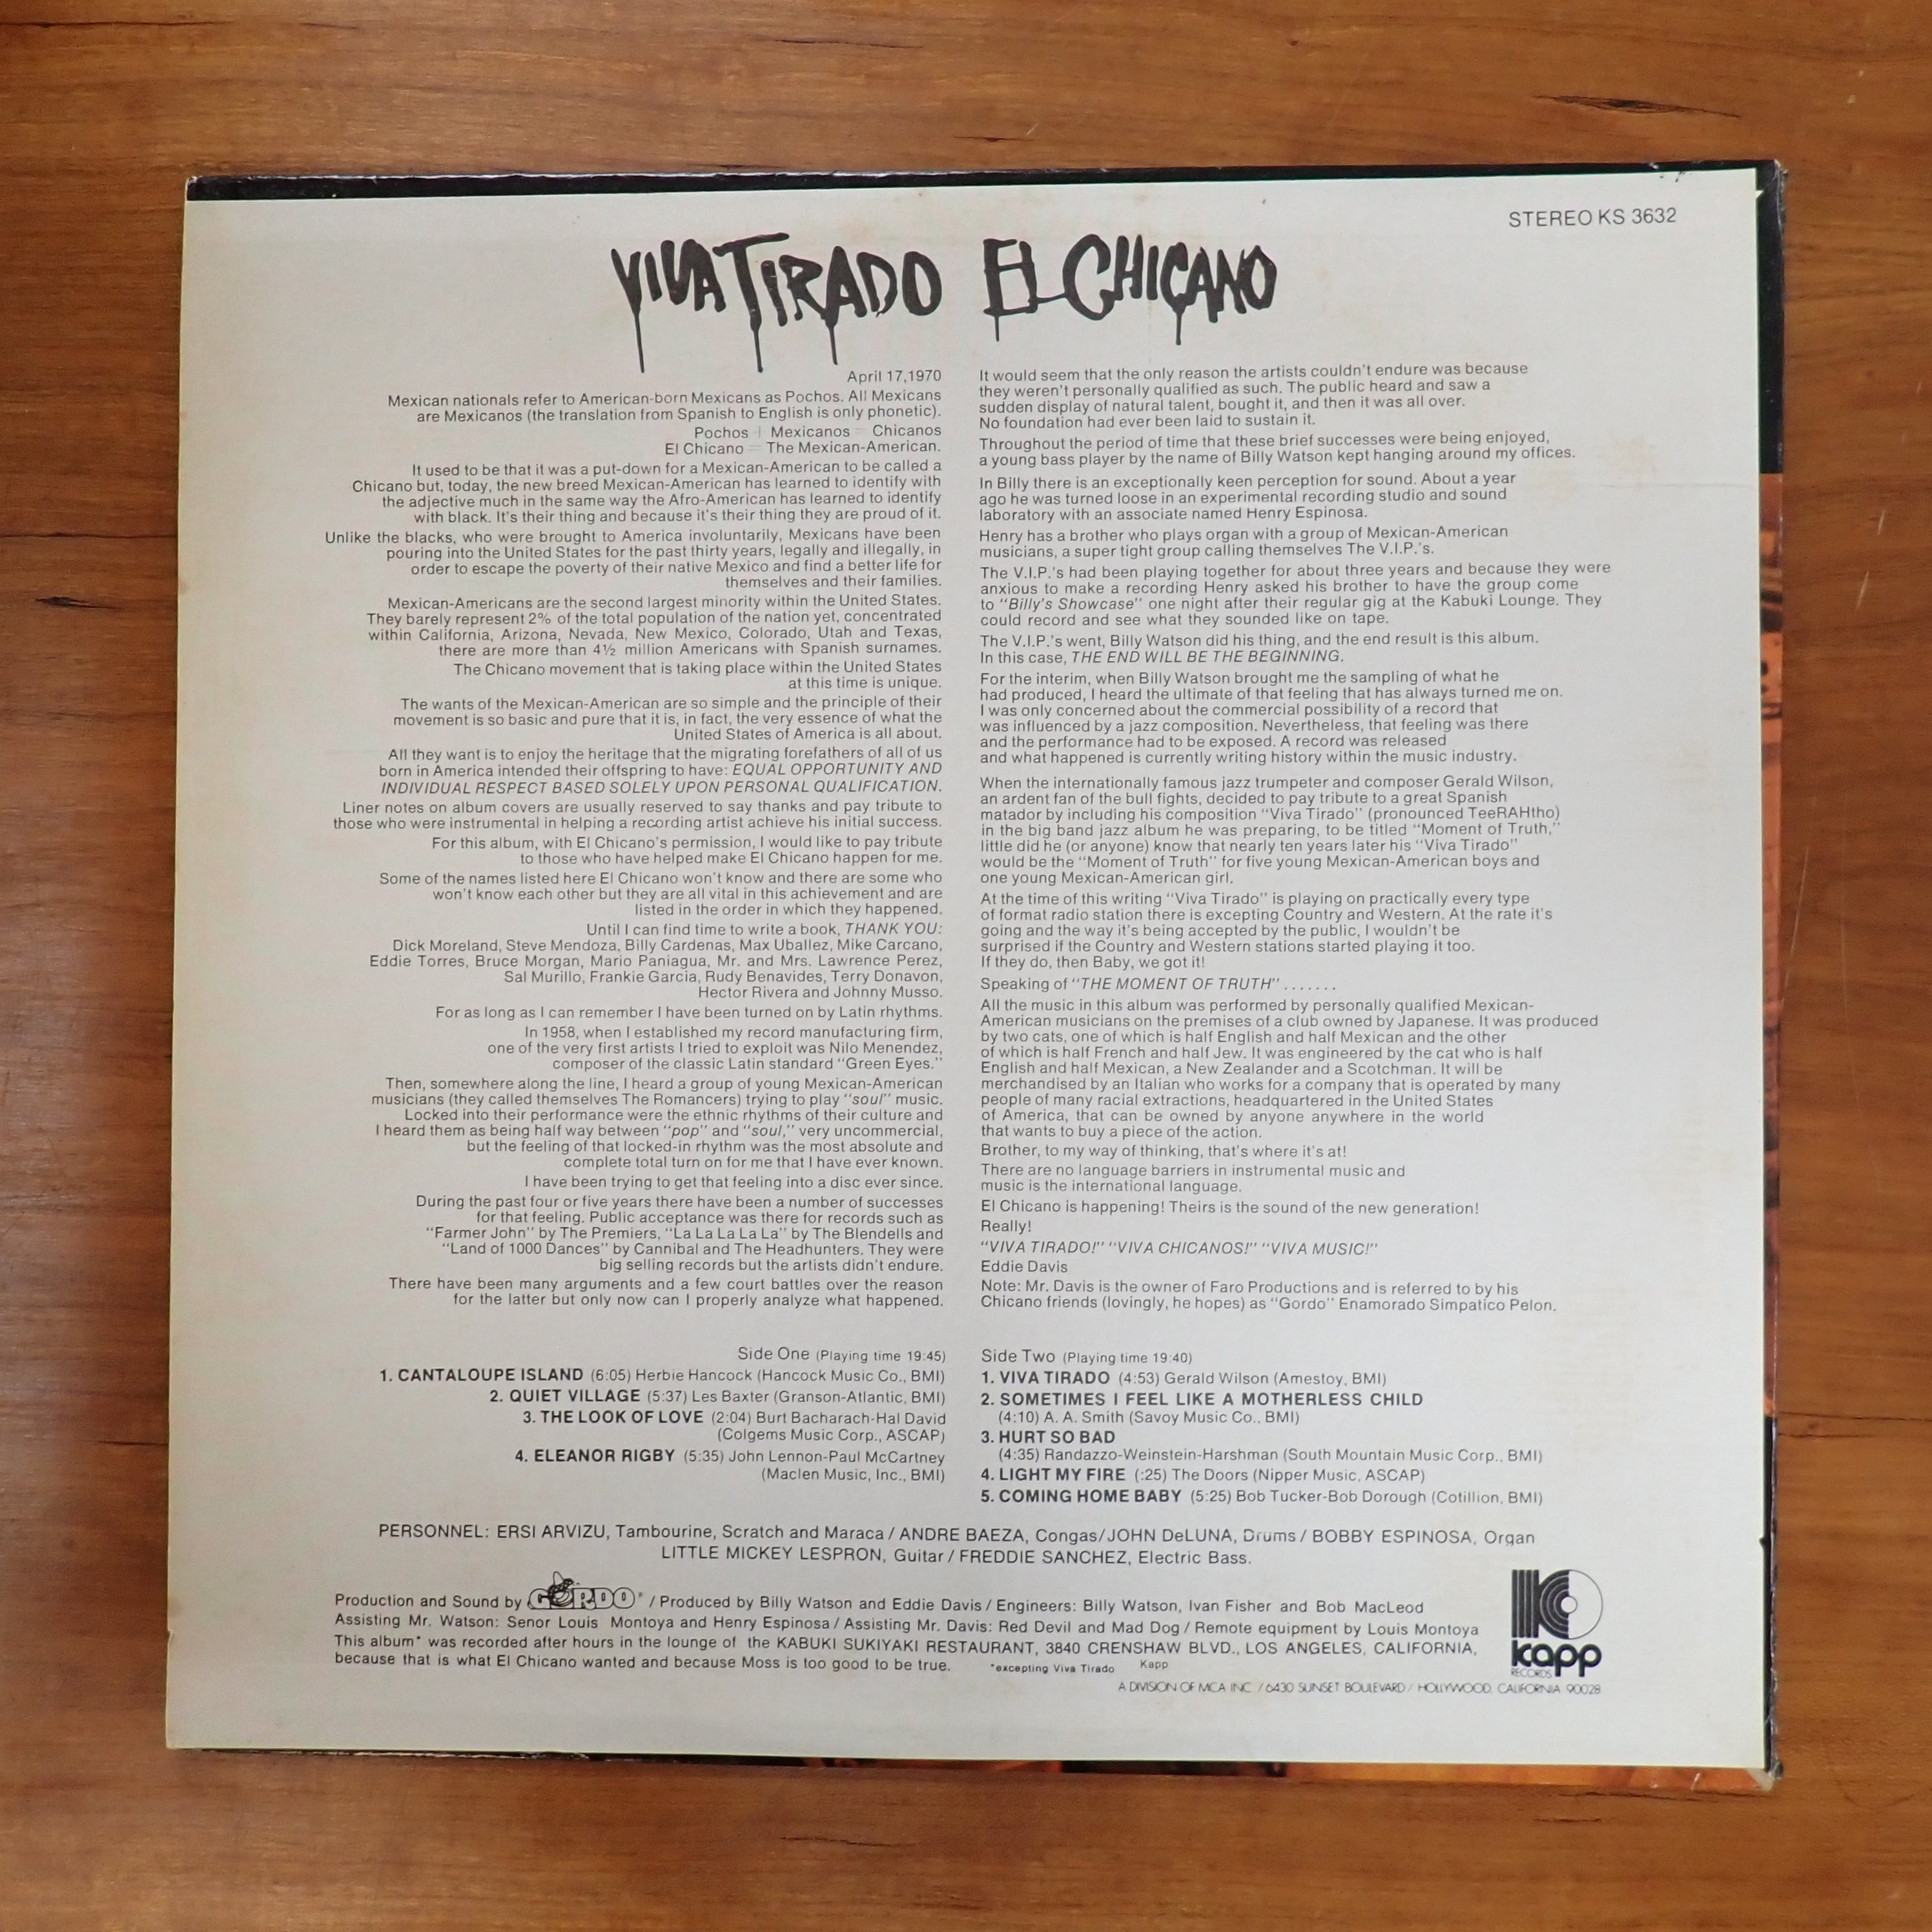 STEREO KS 3632
VIVA TIRADO EL CHICANO
April 17,1970
Mexican nationals refer to American-born Mexicans as Pochos. All Mexicans
are Mexicanos (the translation from Spanish to English is only phonetic).
Pochos + Mexicanos = Chicanos
El Chicano = The Mexican-American.
It used to be that it was a put-down for a Mexican-American to be called a
Chicano but, today, the new breed Mexican-American has learned to identify with
the adjective much in the same way the Afro-American has learned to identify
with black. It's their thing and because it's their thing they are proud of it.
Unlike the blacks, who were brought to America involuntarily, Mexicans have been
pouring into the United States for the past thirty years, legally and illegally, in
order to escape the poverty of their native Mexico and find a better life for
themselves and their families.
Mexican-Americans are the second largest minority within the United States.
They barely represent 2% of the total population of the nation yet, concentrated
within California, Arizona, Nevada, New Mexico, Colorado, Utah and Texas,
there are more than 4½ million Americans with Spanish surnames.
The Chicano movement that is taking place within the United States
at this time is unique.
The wants of the Mexican-American are so simple and the principle of their
movement is so basic and pure that it is, in fact, the very essence of what the
United States of America is all about.
All they want is to enjoy the heritage that the migrating forefathers of all of us
born in America intended their offspring to have: EQUAL OPPORTUNITY AND
INDIVIDUAL RESPECT BASED SOLELY UPON PERSONAL QUALIFICATION.
Liner notes on album covers are usually reserved to say thanks and pay tribute to
those who were instrumental in helping a recording artist achieve his initial success.
For this album, with El Chicano's permission, I would like to pay tribute
to those who have helped make El Chicano happen for me.
Some of the names listed here El Chicano won't know and there are some who
won't know each other but they are all vital in this achievement and are
listed in the order in which they happened.
Until I can find time to write a book, THANK YOU:
Dick Moreland, Steve Mendoza, Billy Cardenas, Max Uballez, Mike Carcano,
Eddie Torres, Bruce Morgan, Mario Paniagua, Mr. and Mrs. Lawrence Perez,
Sal Murillo, Frankie Garcia, Rudy Benavides, Terry Donavon,
Hector Rivera and Johnny Musso.
For as long as I can remember I have been turned on by Latin rhythms.
In 1958, when I established my record manufacturing firm,
one of the very first artists I tried to exploit was Nilo Menendez,
composer of the classic Latin standard "Green Eyes."
Then, somewhere along the line, I heard a group of young Mexican-American
musicians (they called themselves The Romancers) trying to play "soul" music.
Locked into their performance were the ethnic rhythms of their culture and
I heard them as being half way between "pop" and "soul," very uncommercial,
but the feeling of that locked-in rhythm was the most absolute and
complete total turn on for me that I have ever known.
I have been trying to get that feeling into a disc ever since.
During the past four or five years there have been a number of successes
for that feeling. Public acceptance was there for records such as
"Farmer John" by The Premiers, "La La La La La" by The Blendells and
"Land of 1000 Dances" by Cannibal and The Headhunters. They were
big selling records but the artists didn't endure.
There have been many arguments and a few court battles over the reason
for the latter but only now can I properly analyze what happened.
It would seem that the only reason the artists couldn't endure was because
they weren't personally qualified as such. The public heard and saw a
sudden display of natural talent, bought it, and then it was all over.
No foundation had ever been laid to sustain it.
Throughout the period of time that these brief successes were being enjoyed,
a young bass player by the name of Billy Watson kept hanging around my offices.
In Billy there is an exceptionally keen perception for sound. About a year
ago he was turned loose in an experimental recording studio and sound
laboratory with an associate named Henry Espinosa.
Henry has a brother who plays organ with a group of Mexican-American
musicians, a super tight group calling themselves The V.I.P.'s.
The V.I.P.'s had been playing together for about three years and because they were
anxious to make a recording Henry asked his brother to have the group come
to "Billy's Showcase" one night after their regular gig at the Kabuki Lounge. They
could record and see what they sounded like on tape.
The V.I.P.'s went, Billy Watson did his thing, and the end result is this album.
In this case, THE END WILL BE THE BEGINNING.
For the interim, when Billy Watson brought me the sampling of what he
had produced, I heard the ultimate of that feeling that has always turned me on.
I was only concerned about the commercial possibility of a record that
was influenced by a jazz composition. Nevertheless, that feeling was there
and the performance had to be exposed. A record was released
and what happened is currently writing history within the music industry.
When the internationally famous jazz trumpeter and composer Gerald Wilson,
an ardent fan of the bull fights, decided to pay tribute to a great Spanish
matador by including his composition "Viva Tirado" (pronounced TeeRAHtho)
in the big band jazz album he was preparing, to be titled "Moment of Truth,"
little did he (or anyone) know that nearly ten years later his "Viva Tirado"
would be the "Moment of Truth" for five young Mexican-American boys and
one young Mexican-American girl.
At the time of this writing "Viva Tirado" is playing on practically every type
of format radio station there is excepting Country and Western. At the rate it's
going and the way it's being accepted by the public, I wouldn't be
surprised if the Country and Western stations started playing it too.
If they do, then Baby, we got it!
Speaking of "THE MOMENT OF TRUTH" . . . . . . .
All the music in this album was performed by personally qualified Mexican-
American musicians on the premises of a club owned by Japanese. It was produced
by two cats, one of which is half English and half Mexican and the other
of which is half French and half Jew. It was engineered by the cat who is half
English and half Mexican, a New Zealander and a Scotchman. It will be
merchandised by an Italian who works for a company that is operated by many
people of many racial extractions, headquartered in the United States
of America, that can be owned by anyone anywhere in the world
that wants to buy a piece of the action.
Brother, to my way of thinking, that's where it's at!
There are no language barriers in instrumental music and
music is the international language.
El Chicano is happening! Theirs is the sound of the new generation!
Really!
"VIVA TIRADO!" "VIVA CHICANOS!" "VIVA MUSIC!"
Eddie Davis
Note: Mr. Davis is the owner of Faro Productions and is referred to by his
Chicano friends (lovingly, he hopes) as "Gordo" Enamorado Simpatico Pelon.
Side One (Playing time 19:45)
1. CANTALOUPE ISLAND (6:05) Herbie Hancock (Hancock Music Co., BMI)
2. QUIET VILLAGE (5:37) Les Baxter (Granson-Atlantic, BMI)
3. THE LOOK OF LOVE (2:04) Burt Bacharach-Hal David
(Colgems Music Corp., ASCAP)
4. ELEANOR RIGBY (5:35) John Lennon-Paul McCartney
(Maclen Music, Inc., BMI)
Side Two (Playing time 19:40)
1. VIVA TIRADO (4:53) Gerald Wilson (Amestoy, BMI)
2. SOMETIMES I FEEL LIKE A MOTHERLESS CHILD
(4:10) A. A. Smith (Savoy Music Co., BMI)
3. HURT SO BAD
(4:35) Randazzo-Weinstein-Harshman (South Mountain Music Corp., BMI)
4. LIGHT MY FIRE (:25) The Doors (Nipper Music, ASCAP)
5. COMING HOME BABY (5:25) Bob Tucker-Bob Dorough (Cotillion, BMI)
PERSONNEL: ERSI ARVIZU, Tambourine, Scratch and Maraca / ANDRE BAEZA, Congas/JOHN DeLUNA, Drums / BOBBY ESPINOSA, Organ
LITTLE MICKEY LESPRON, Guitar / FREDDIE SANCHEZ, Electric Bass.
Production and Sound by GORDO* / Produced by Billy Watson and Eddie Davis / Engineers: Billy Watson, Ivan Fisher and Bob MacLeod
Assisting Mr. Watson: Senor Louis Montoya and Henry Espinosa / Assisting Mr. Davis: Red Devil and Mad Dog / Remote equipment by Louis Montoya
This album* was recorded after hours in the lounge of the KABUKI SUKIYAKI RESTAURANT, 3840 CRENSHAW BLVD., LOS ANGELES, CALIFORNIA,
because that is what El Chicano wanted and because Moss is too good to be true. *excepting Viva Tirado Kapp
kapp
RECORDS
A DIVISION OF MCA INC. / 6430 SUNSET BOULEVARD / HOLLYWOOD, CALIFORNIA 90028